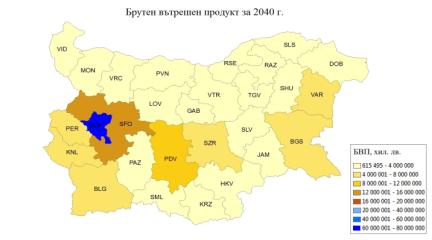 Брутен вътрешен продукт за 2040 г.
VID
MON
VRC
PVN
RSE
SLS
DOB
RAZ
SHU
VAR
LOV
VTR
TGV
GAB
SFO
PER
KNL
PAZ
PDV
SZR
SLV
JAM
BGS
BLG
SML
KRZ
HKV
БВП, хил. лв.
615 495 - 4 000 000
4 000 001 - 8 000 000
8 000 001 - 12 000 000
12 000 001 - 16 000 000
16 000 001 - 20 000 000
20 000 001 - 40 000 000
40 000 001 - 60 000 000
60 000 001 - 80 000 000